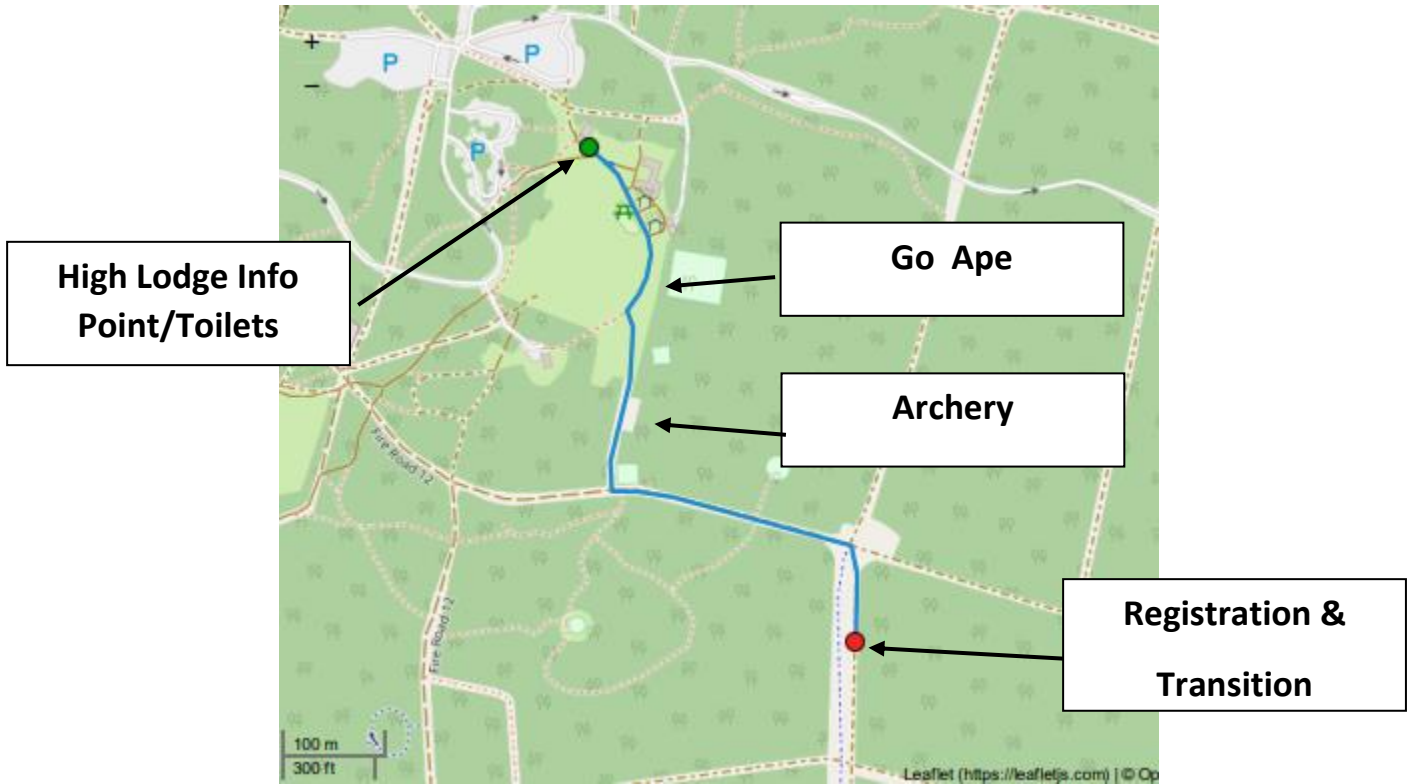 +
−
P
P
P
High Lodge Info
Point/Toilets
Go Ape
Archery
Fire Road 12
Fire Road 12
Registration &
Transition
100 m
300 ft
Leaflet (https://leafletjs.com) | © Op